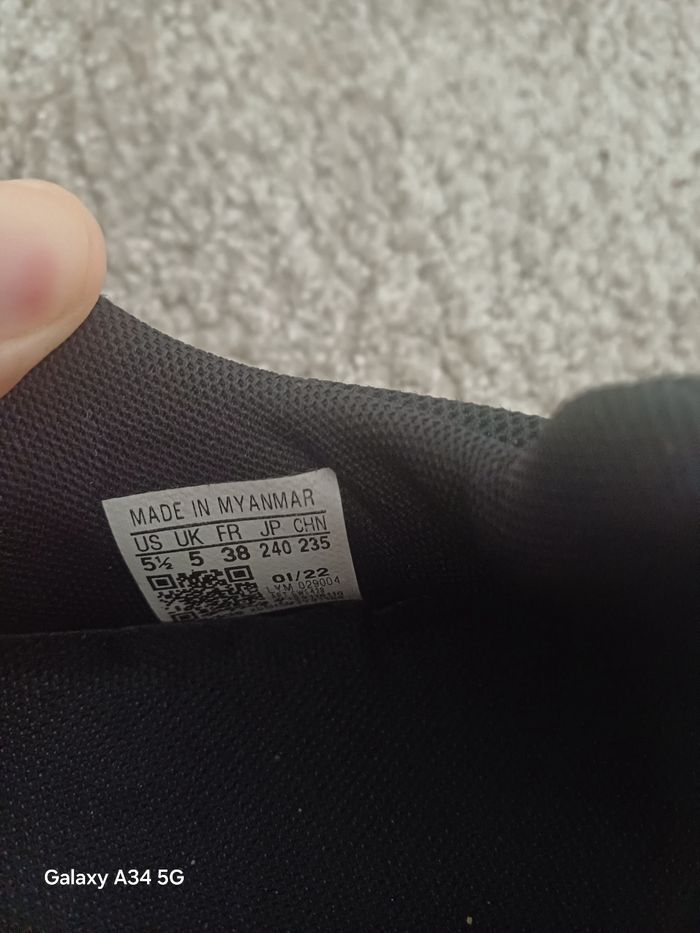 MADE IN MYANMAR
US UK FR JP CHN
5½ 5 38 240 235
01/22
LYM 029004
Galaxy A34 5G